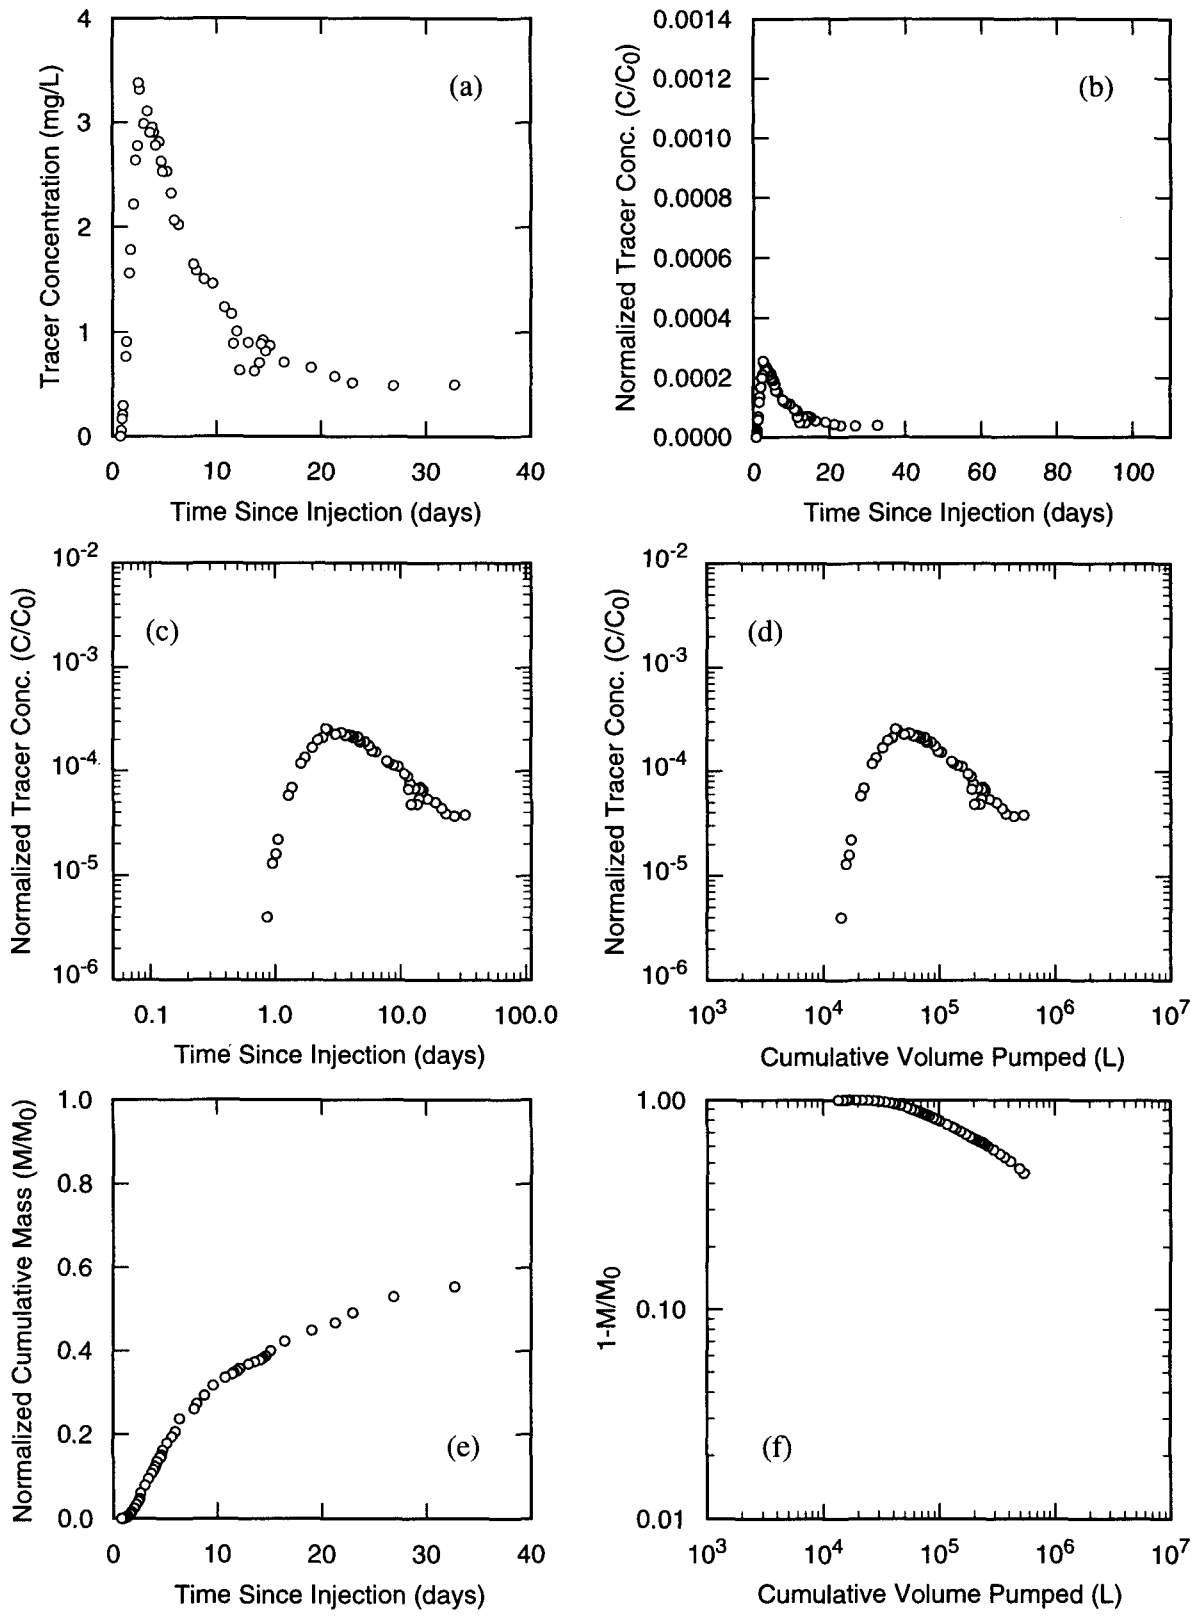 4
3
2
1
0
Tracer Concentration (mg/L)
(a)
0 10 20 30 40
Time Since Injection (days)
0.0014
0.0012
0.0010
0.0008
0.0006
0.0004
0.0002
0.0000
Normalized Tracer Conc. (C/C0)
(b)
0 20 40 60 80 100
Time Since Injection (days)
10-2
10-3
10-4
10-5
10-6
Normalized Tracer Conc. (C/C0)
(c)
0.1 1.0 10.0 100.0
Time Since Injection (days)
10-2
10-3
10-4
10-5
10-6
Normalized Tracer Conc. (C/C0)
(d)
103 104 105 106 107
Cumulative Volume Pumped (L)
1.0
0.8
0.6
0.4
0.2
0.0
Normalized Cumulative Mass (M/M0)
(e)
0 10 20 30 40
Time Since Injection (days)
1.00
0.10
0.01
1-M/M0
(f)
103 104 105 106 107
Cumulative Volume Pumped (L)